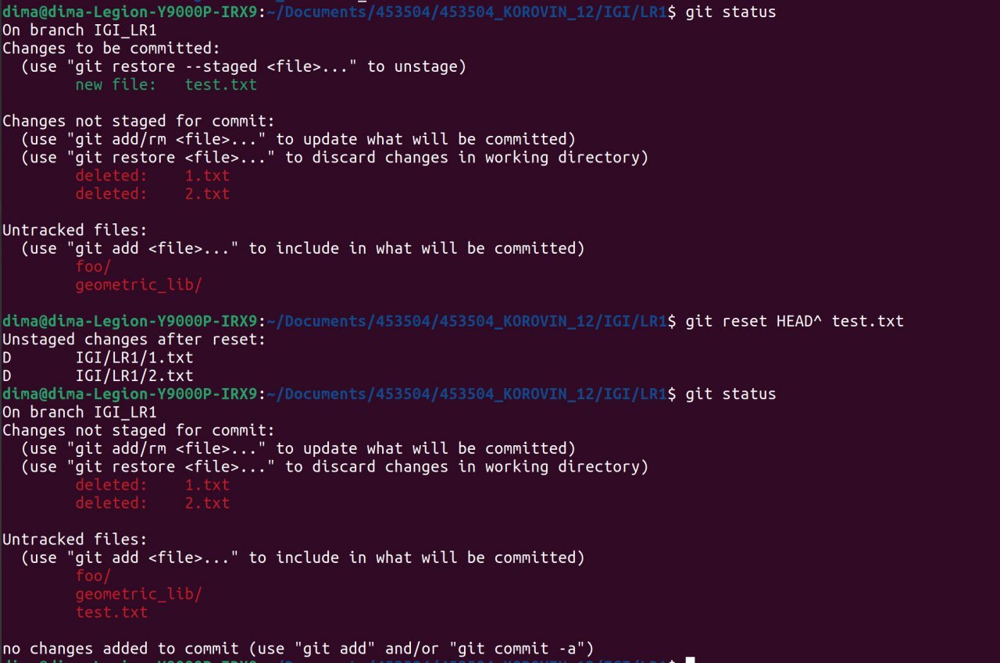 dima@dima-Legion-Y9000P-IRX9:~/Documents/453504/453504_KOROVIN_12/IGI/LR1$ git status
On branch IGI_LR1
Changes to be committed:
  (use "git restore --staged <file>..." to unstage)
        new file:   test.txt

Changes not staged for commit:
  (use "git add/rm <file>..." to update what will be committed)
  (use "git restore <file>..." to discard changes in working directory)
        deleted:    1.txt
        deleted:    2.txt

Untracked files:
  (use "git add <file>..." to include in what will be committed)
        foo/
        geometric_lib/

dima@dima-Legion-Y9000P-IRX9:~/Documents/453504/453504_KOROVIN_12/IGI/LR1$ git reset HEAD^ test.txt
Unstaged changes after reset:
D       IGI/LR1/1.txt
D       IGI/LR1/2.txt
dima@dima-Legion-Y9000P-IRX9:~/Documents/453504/453504_KOROVIN_12/IGI/LR1$ git status
On branch IGI_LR1
Changes not staged for commit:
  (use "git add/rm <file>..." to update what will be committed)
  (use "git restore <file>..." to discard changes in working directory)
        deleted:    1.txt
        deleted:    2.txt

Untracked files:
  (use "git add <file>..." to include in what will be committed)
        foo/
        geometric_lib/
        test.txt

no changes added to commit (use "git add" and/or "git commit -a")